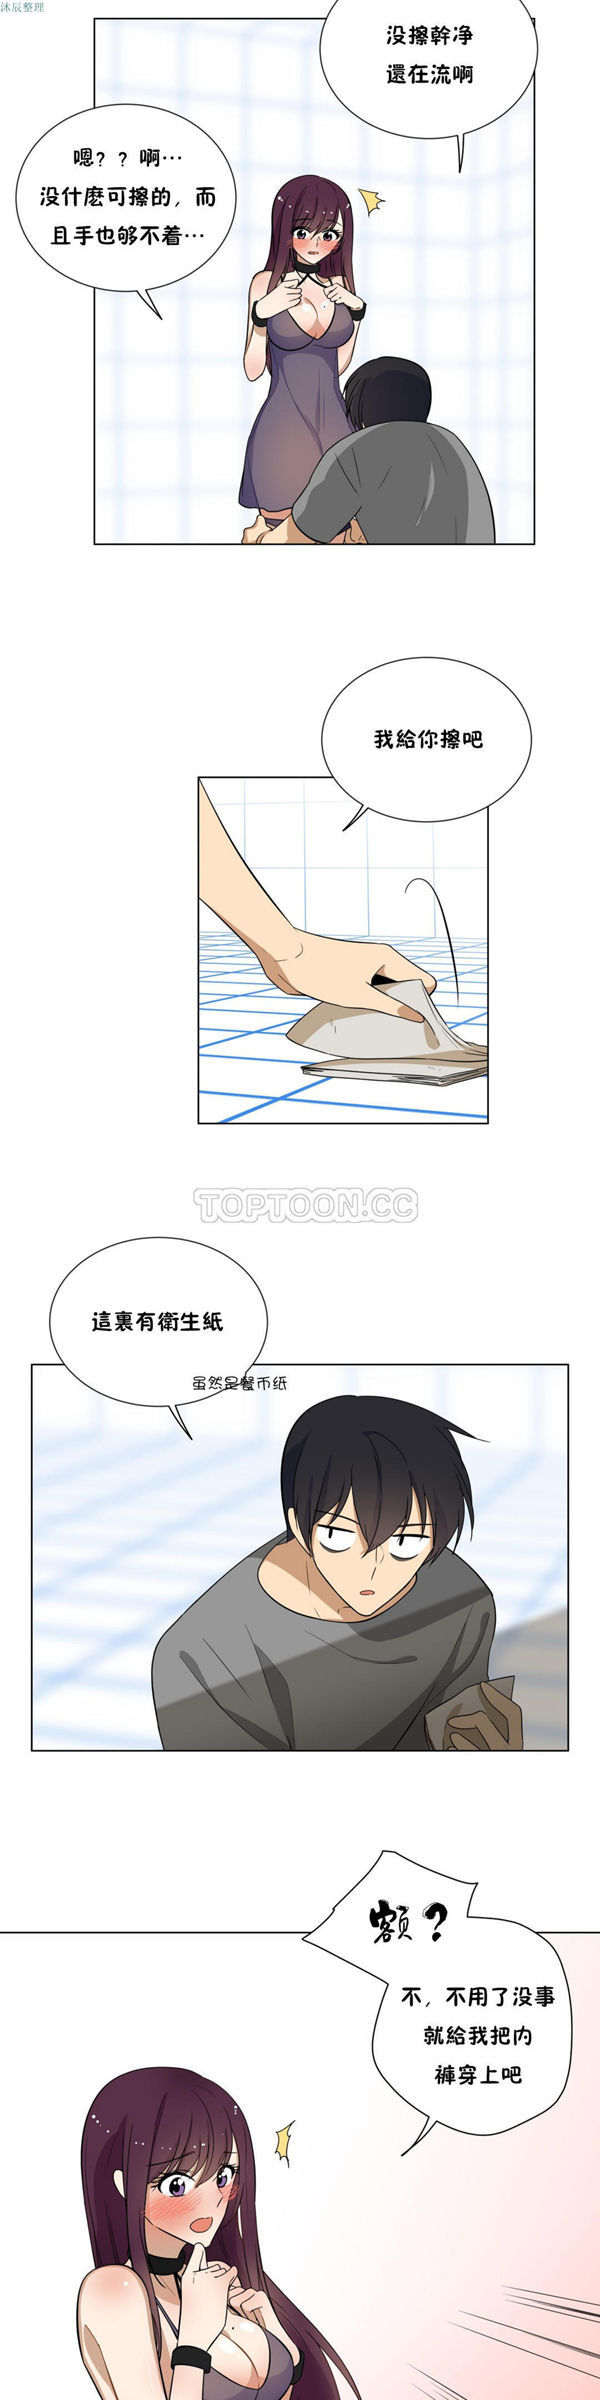 沐辰整理
没擦幹净
還在流啊
嗯？？啊…
没什麽可擦的，而
且手也够不着…
我給你擦吧
TOPTOON.CC
這裏有衛生紙
虽然是餐巾纸
額？
不，不用了没事
就給我把内
褲穿上吧